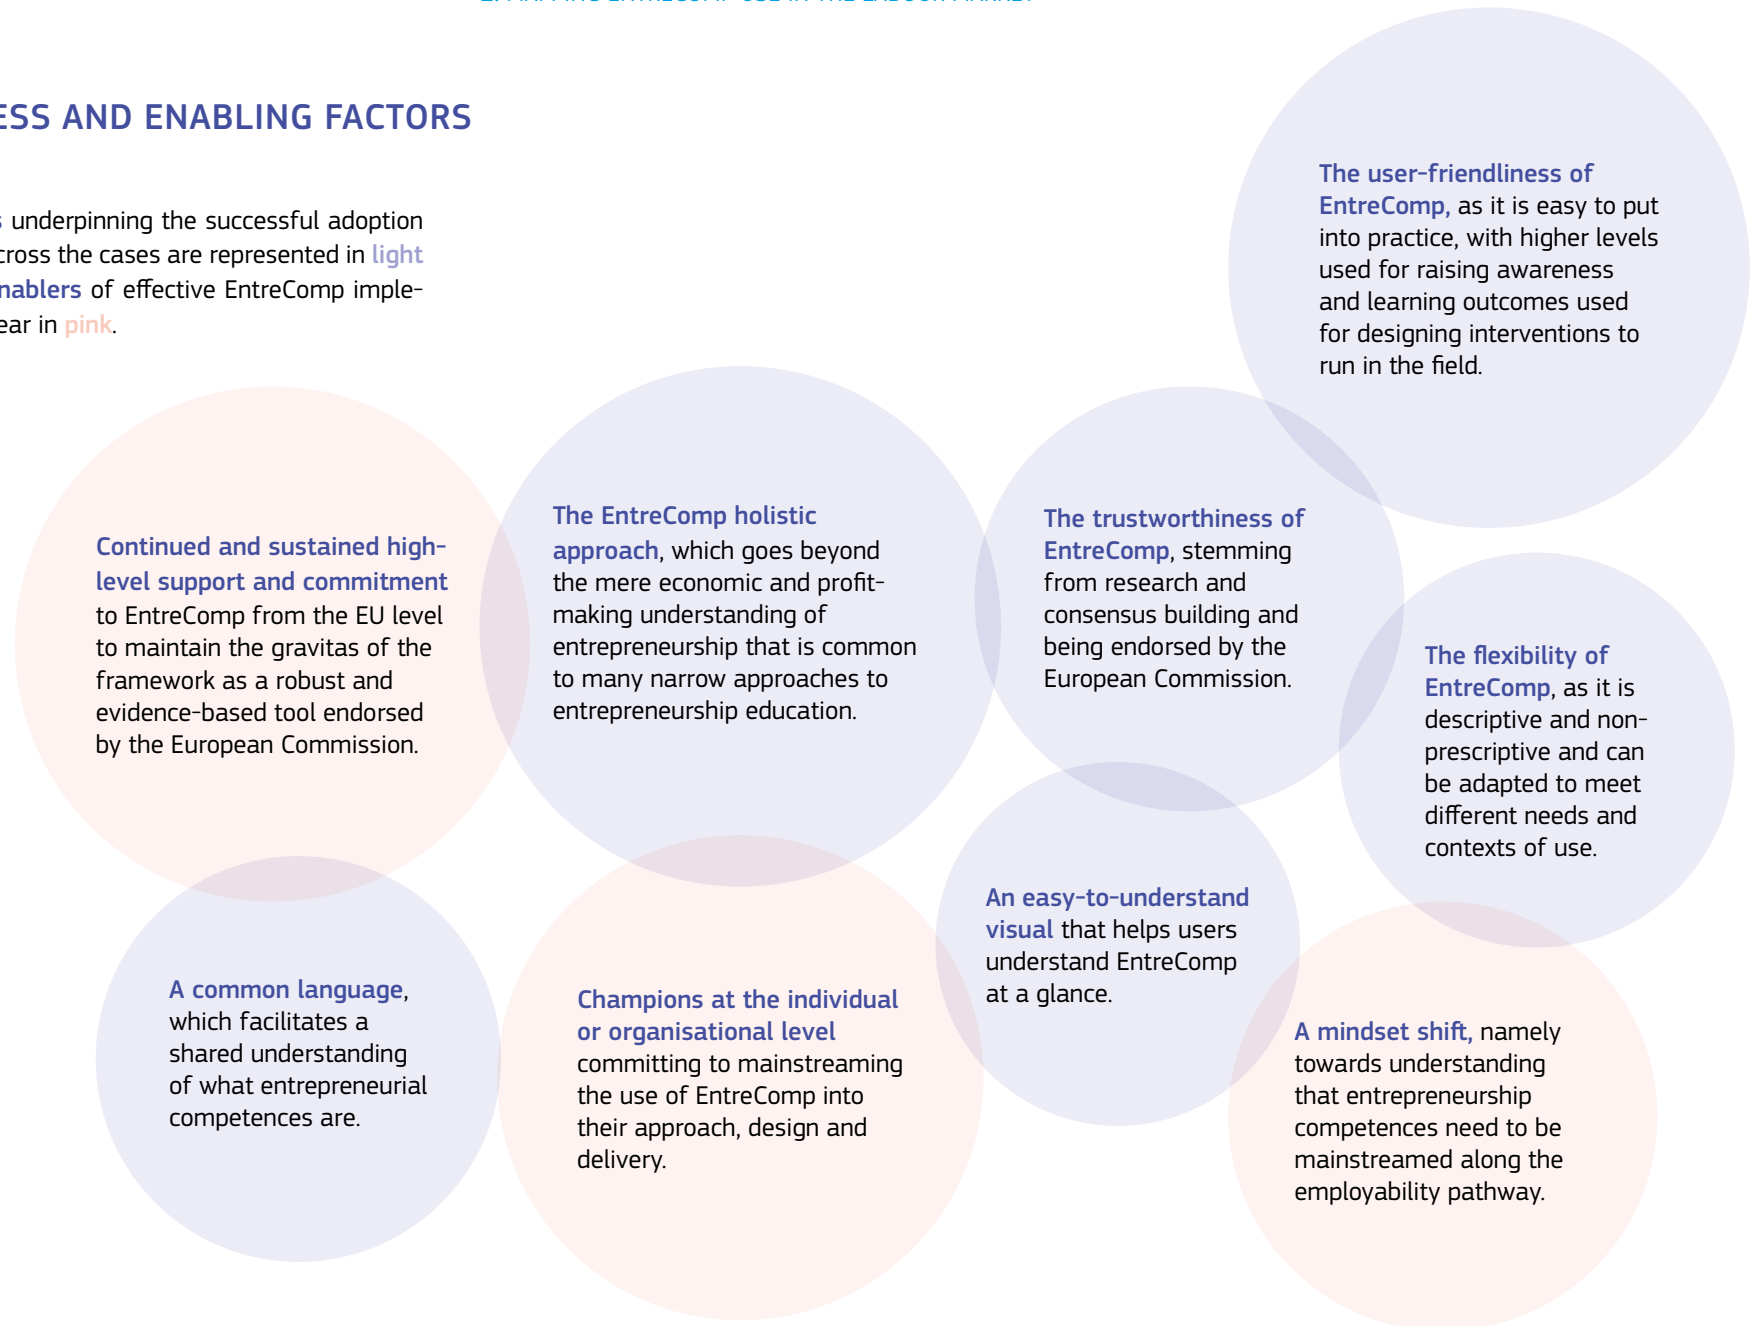 ESS AND ENABLING FACTORS
underpinning the successful adoption
cross the cases are represented in light
nablers of effective EntreComp imple-
ear in pink.
The user-friendliness of
EntreComp, as it is easy to put
into practice, with higher levels
used for raising awareness
and learning outcomes used
for designing interventions to
run in the field.
Continued and sustained high-
level support and commitment
to EntreComp from the EU level
to maintain the gravitas of the
framework as a robust and
evidence-based tool endorsed
by the European Commission.
The EntreComp holistic
approach, which goes beyond
the mere economic and profit-
making understanding of
entrepreneurship that is common
to many narrow approaches to
entrepreneurship education.
The trustworthiness of
EntreComp, stemming
from research and
consensus building and
being endorsed by the
European Commission.
The flexibility of
EntreComp, as it is
descriptive and non-
prescriptive and can
be adapted to meet
different needs and
contexts of use.
A common language,
which facilitates a
shared understanding
of what entrepreneurial
competences are.
Champions at the individual
or organisational level
committing to mainstreaming
the use of EntreComp into
their approach, design and
delivery.
An easy-to-understand
visual that helps users
understand EntreComp
at a glance.
A mindset shift, namely
towards understanding
that entrepreneurship
competences need to be
mainstreamed along the
employability pathway.